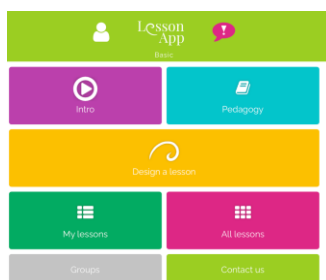 Lesson
App
Basic
Intro
Pedagogy
Design a lesson
My lessons
All lessons
Groups
Contact us